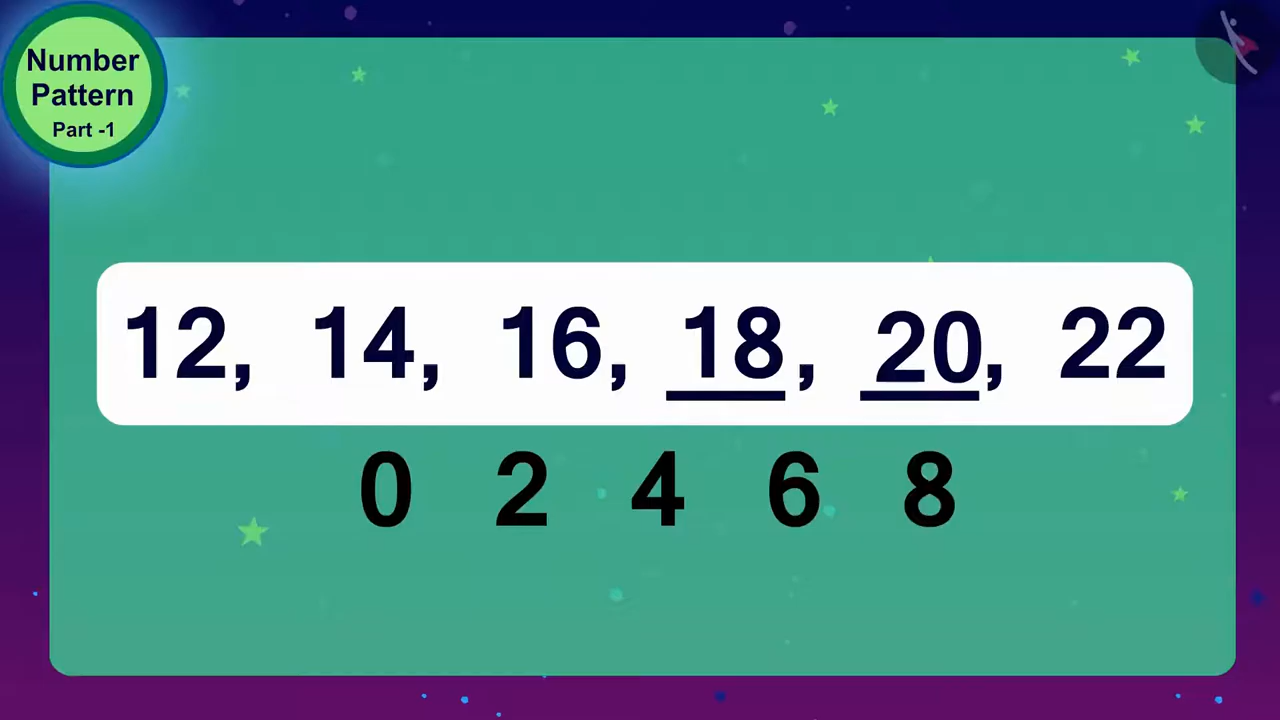 Number
Pattern
Part -1
12, 14, 16, 18, 20, 22
0 2 4 6 8